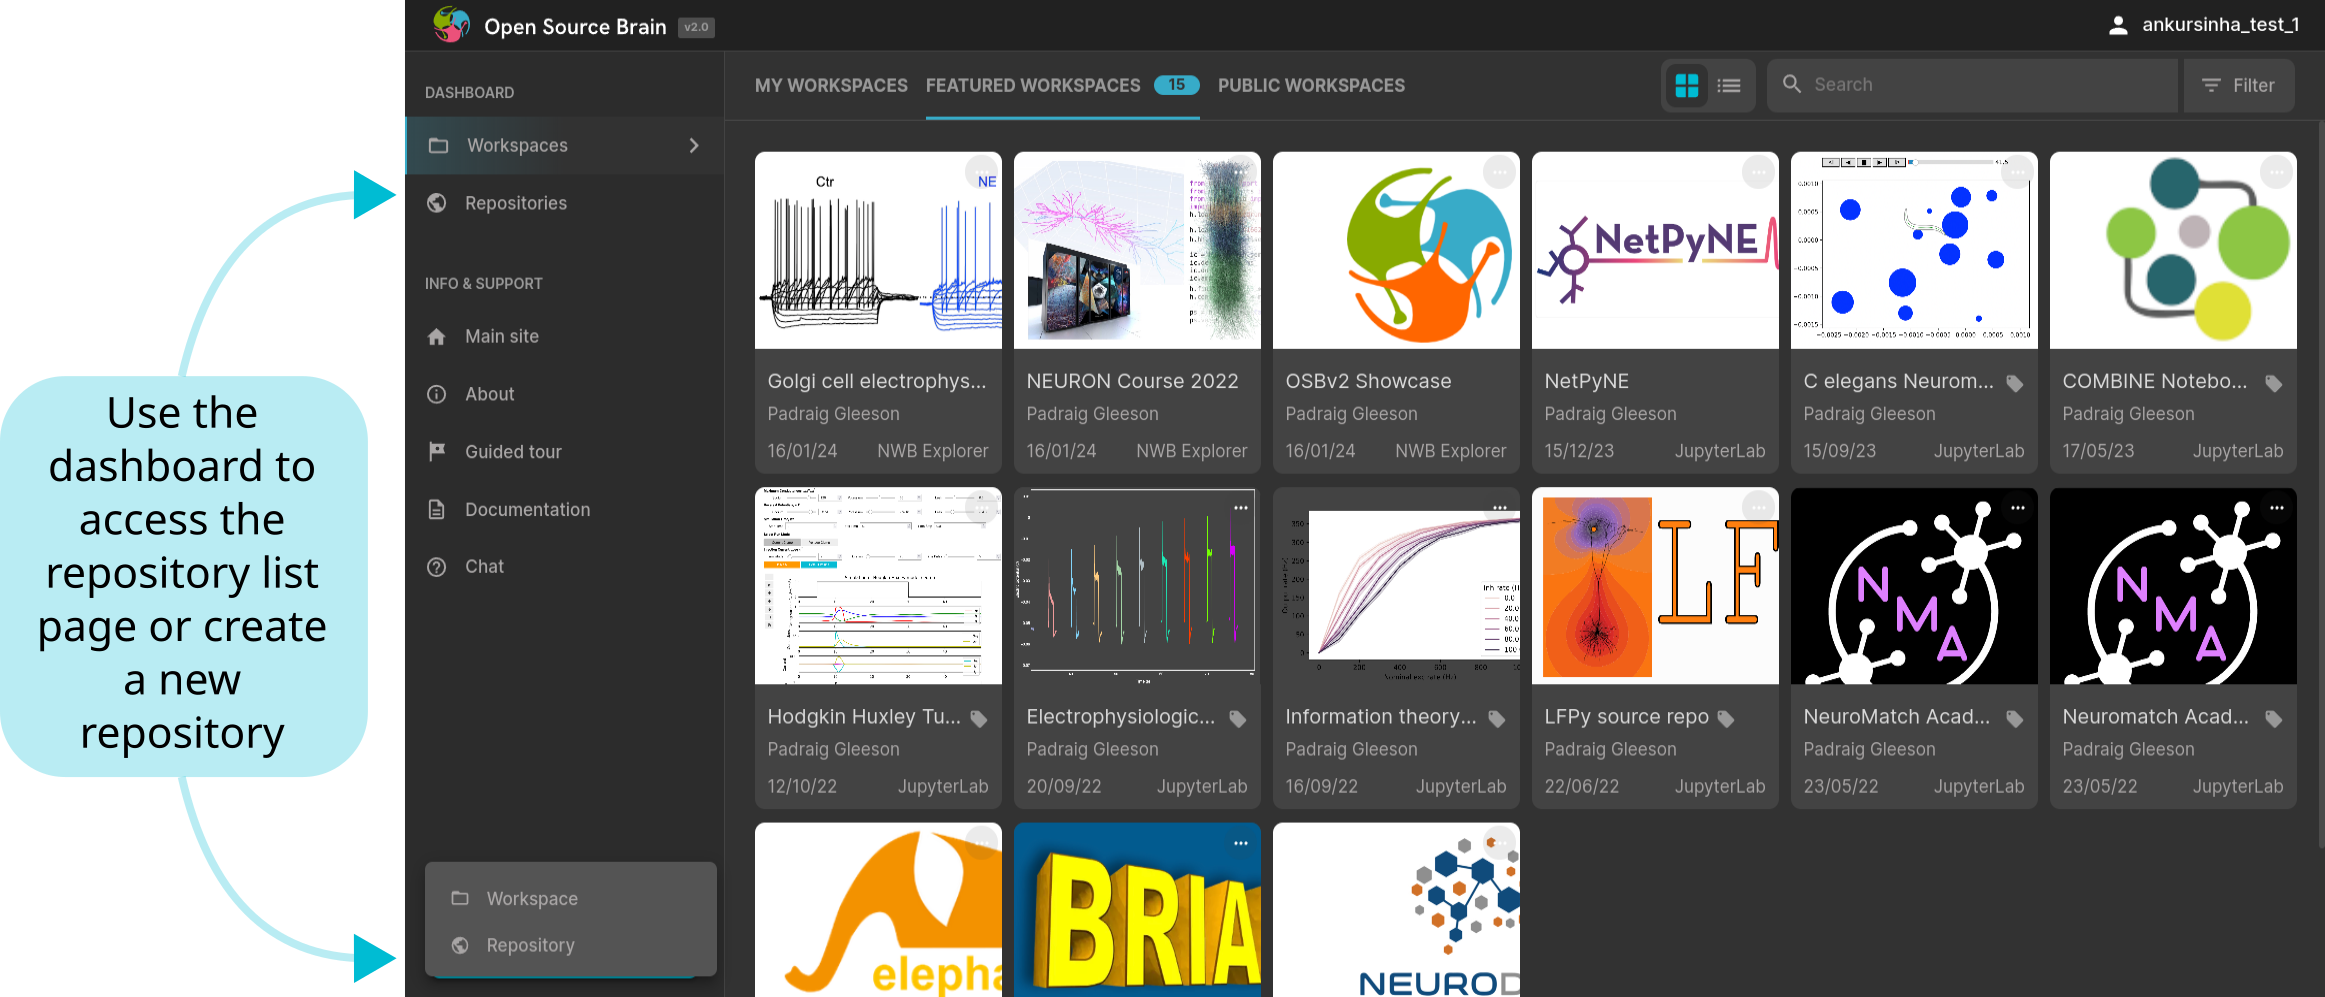 Open Source Brain v2.0
ankursinha_test_1
DASHBOARD
Workspaces
Repositories
INFO & SUPPORT
Main site
About
Guided tour
Documentation
Chat
Workspace
Repository
Use the
dashboard to
access the
repository list
page or create
a new
repository
MY WORKSPACES FEATURED WORKSPACES 15 PUBLIC WORKSPACES
Search
Filter
Ctr NE
NetPyNE
Golgi cell electrophys...
Padraig Gleeson
16/01/24 NWB Explorer
NEURON Course 2022
Padraig Gleeson
16/01/24 NWB Explorer
OSBv2 Showcase
Padraig Gleeson
16/01/24 NWB Explorer
NetPyNE
Padraig Gleeson
15/12/23 JupyterLab
C elegans Neurom...
Padraig Gleeson
15/09/23 JupyterLab
COMBINE Notebo...
Padraig Gleeson
17/05/23 JupyterLab
LF
NMA
NMA
Hodgkin Huxley Tu...
Padraig Gleeson
12/10/22 JupyterLab
Electrophysiologic...
Padraig Gleeson
20/09/22 JupyterLab
Information theory...
Padraig Gleeson
16/09/22 JupyterLab
LFPy source repo
Padraig Gleeson
22/06/22 JupyterLab
NeuroMatch Acad...
Padraig Gleeson
23/05/22 JupyterLab
Neuromatch Acad...
Padraig Gleeson
23/05/22 JupyterLab
elepha
BRIA
NEUROD